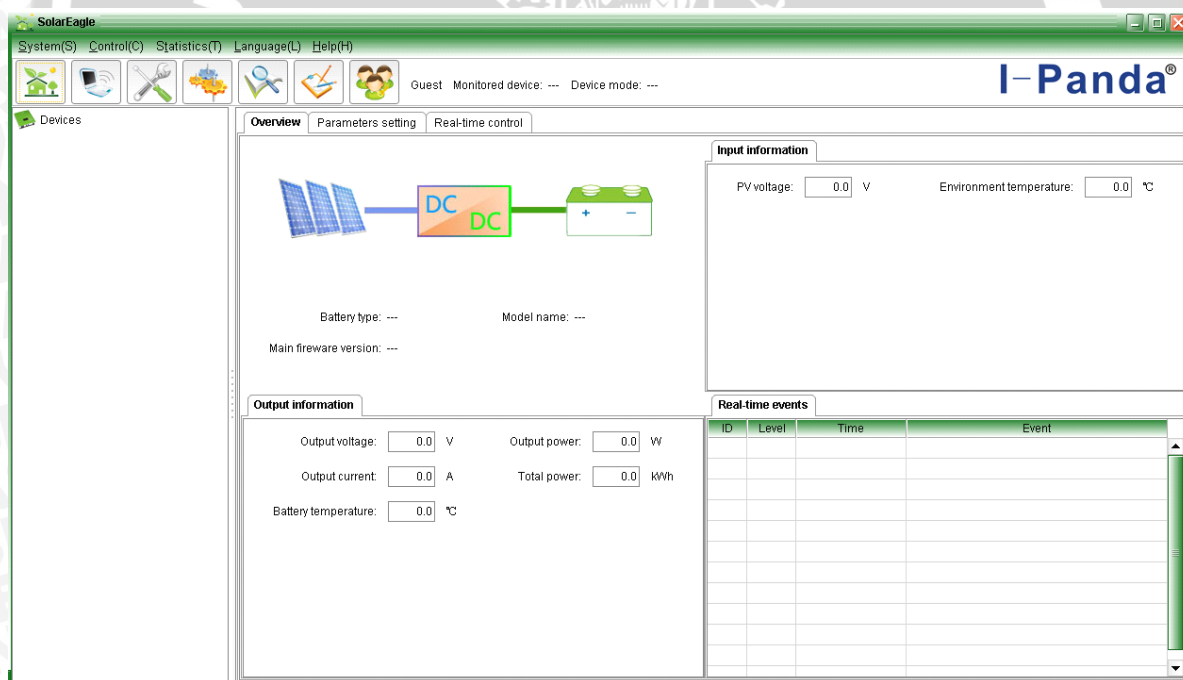 SolarEagle
System(S) Control(C) Statistics(T) Language(L) Help(H)
Guest Monitored device: --- Device mode: ---
I-Panda®
Devices
Overview Parameters setting Real-time control
DC
DC
+ −
Battery type: --- Model name: ---
Main fireware version: ---
Input information
PV voltage: 0.0 V Environment temperature: 0.0 ℃
Output information
Output voltage: 0.0 V Output power: 0.0 W
Output current: 0.0 A Total power: 0.0 kWh
Battery temperature: 0.0 ℃
Real-time events
ID Level Time Event